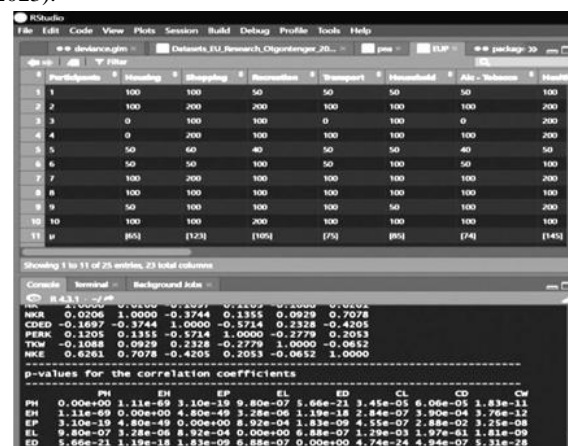 2023).
RStudio
File Edit Code View Plots Session Build Debug Profile Tools Help
deviance.glm Datasets_EU_Research_Otgontenger_20... pea EUP package
Filter
Participants Housing Shopping Recreation Transport Household Alc - Tobacco
1 1 100 100 50 50 50 50 100
2 2 100 200 200 100 100 100 200
3 3 0 100 100 0 100 0 200
4 4 0 200 100 100 100 100 200
5 5 50 60 40 50 50 40 50
6 6 50 50 100 50 100 50 100
7 7 100 200 100 100 100 100 200
8 8 100 100 100 100 100 100 100
9 9 50 100 100 100 100 100 200
10 10 100 100 200 100 100 100 200
11 μ [65] [123] [105] [75] [85] [74] [145]
Showing 1 to 11 of 25 entries, 23 total columns
Console Terminal Background Jobs
R 4.3.1 · ~/
NKR 0.0206 1.0000 -0.3744 0.1355 0.0929 0.7078
CDED -0.1697 -0.3744 1.0000 -0.5714 0.2328 -0.4205
PERK 0.1205 0.1355 -0.5714 1.0000 -0.2779 0.2053
TKW -0.1088 0.0929 0.2328 -0.2779 1.0000 -0.0652
NKE 0.6261 0.7078 -0.4205 0.2053 -0.0652 1.0000
p-values for the correlation coefficients
PH EH EP EL ED CL CD CW
PH 0.00e+00 1.11e-69 3.10e-19 9.80e-07 5.66e-21 3.45e-05 6.06e-05 1.83e-11
EH 1.11e-69 0.00e+00 4.80e-49 3.28e-06 1.19e-18 2.84e-07 3.90e-04 3.76e-12
EP 3.10e-19 4.80e-49 0.00e+00 8.92e-04 1.83e-09 4.55e-07 2.88e-02 3.25e-08
EL 9.80e-07 3.28e-06 8.92e-04 0.00e+00 6.88e-07 1.29e-03 1.97e-61 1.81e-09
ED 5.66e-21 1.19e-18 1.83e-09 6.88e-07 0.00e+00 4.74e-24 4.94e-07 5.31e-28